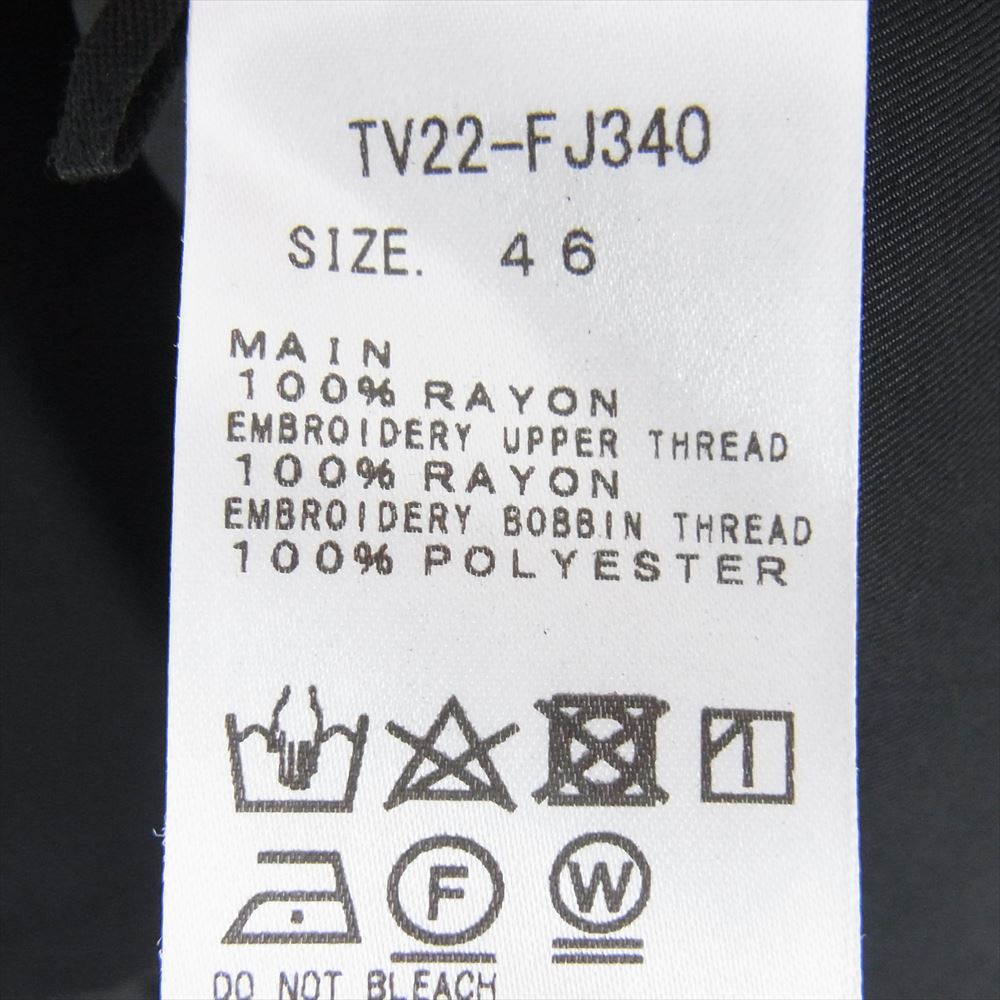 TV22-FJ340
SIZE. 46
MAIN
100% RAYON
EMBROIDERY UPPER THREAD
100% RAYON
EMBROIDERY BOBBIN THREAD
100% POLYESTER
F W
DO NOT BLEACH